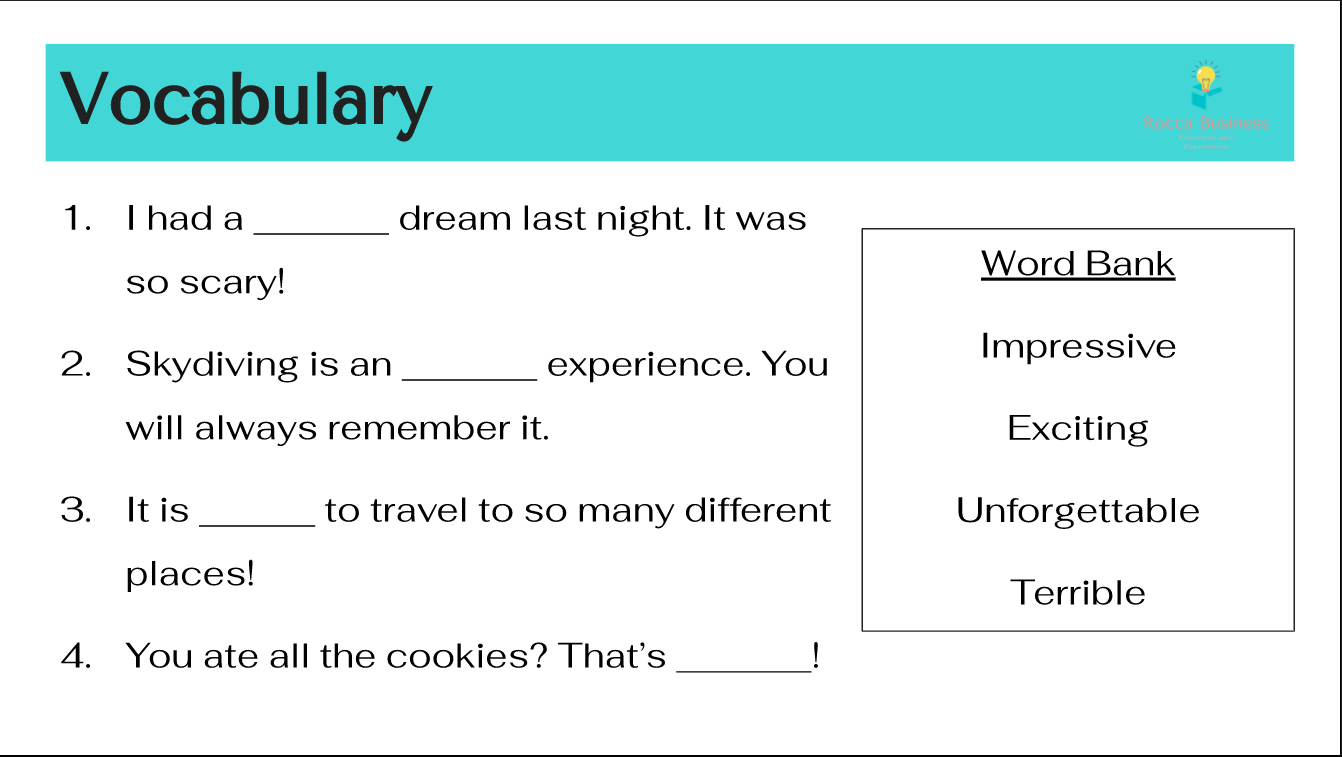 Vocabulary
Rocca Business
1. I had a _______ dream last night. It was
so scary!
2. Skydiving is an _______ experience. You
will always remember it.
3. It is ______ to travel to so many different
places!
4. You ate all the cookies? That’s _______!
Word Bank
Impressive
Exciting
Unforgettable
Terrible